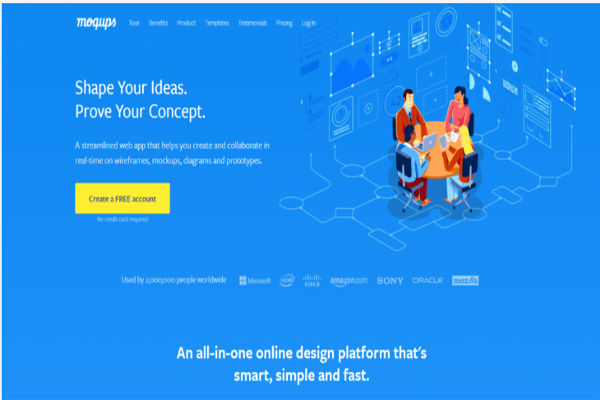 moqups Tour Benefits Product Templates Testimonials Pricing Log In
Shape Your Ideas.
Prove Your Concept.
A streamlined web app that helps you create and collaborate in
real-time on wireframes, mockups, diagrams and prototypes.
Create a FREE account
No credit card required
Used by 2,000,000 people worldwide Microsoft intel CISCO amazon.com SONY ORACLE moz://a
An all-in-one online design platform that's
smart, simple and fast.